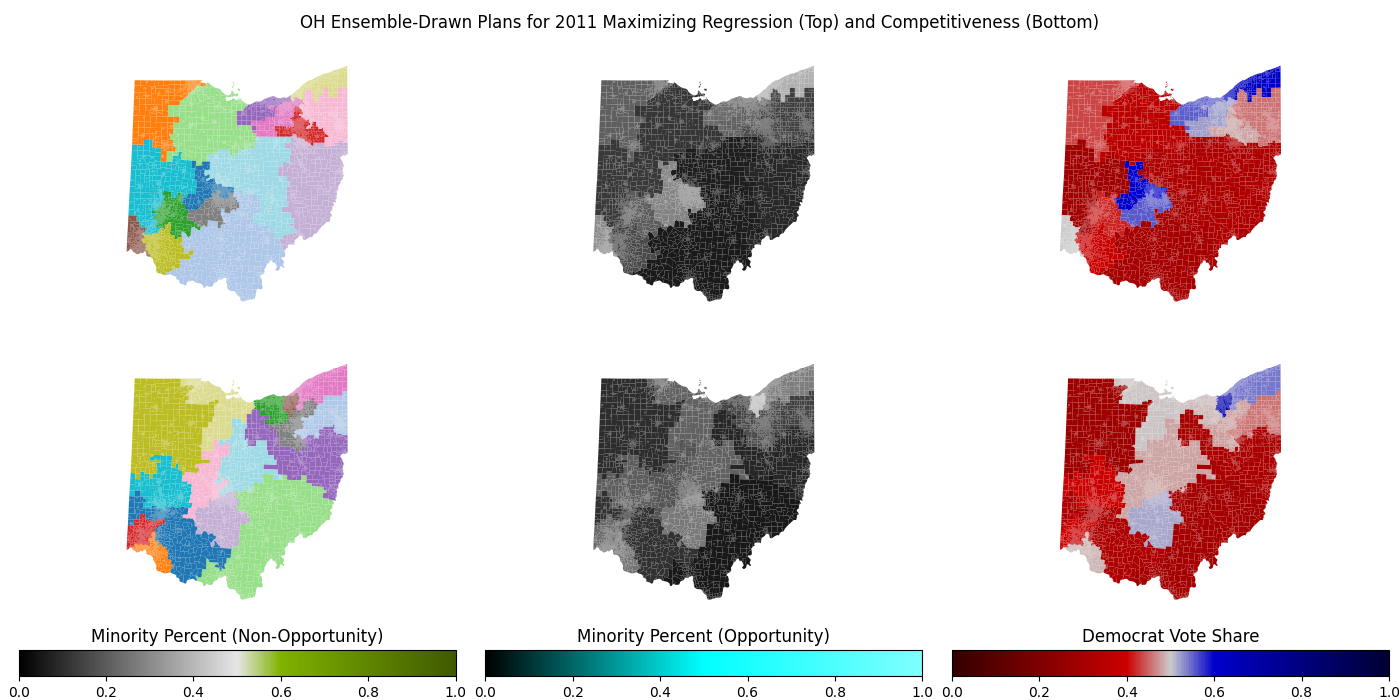 OH Ensemble-Drawn Plans for 2011 Maximizing Regression (Top) and Competitiveness (Bottom)
Minority Percent (Non-Opportunity)
Minority Percent (Opportunity)
Democrat Vote Share
0.0 0.2 0.4 0.6 0.8 1.0
0.0 0.2 0.4 0.6 0.8 1.0
0.0 0.2 0.4 0.6 0.8 1.0